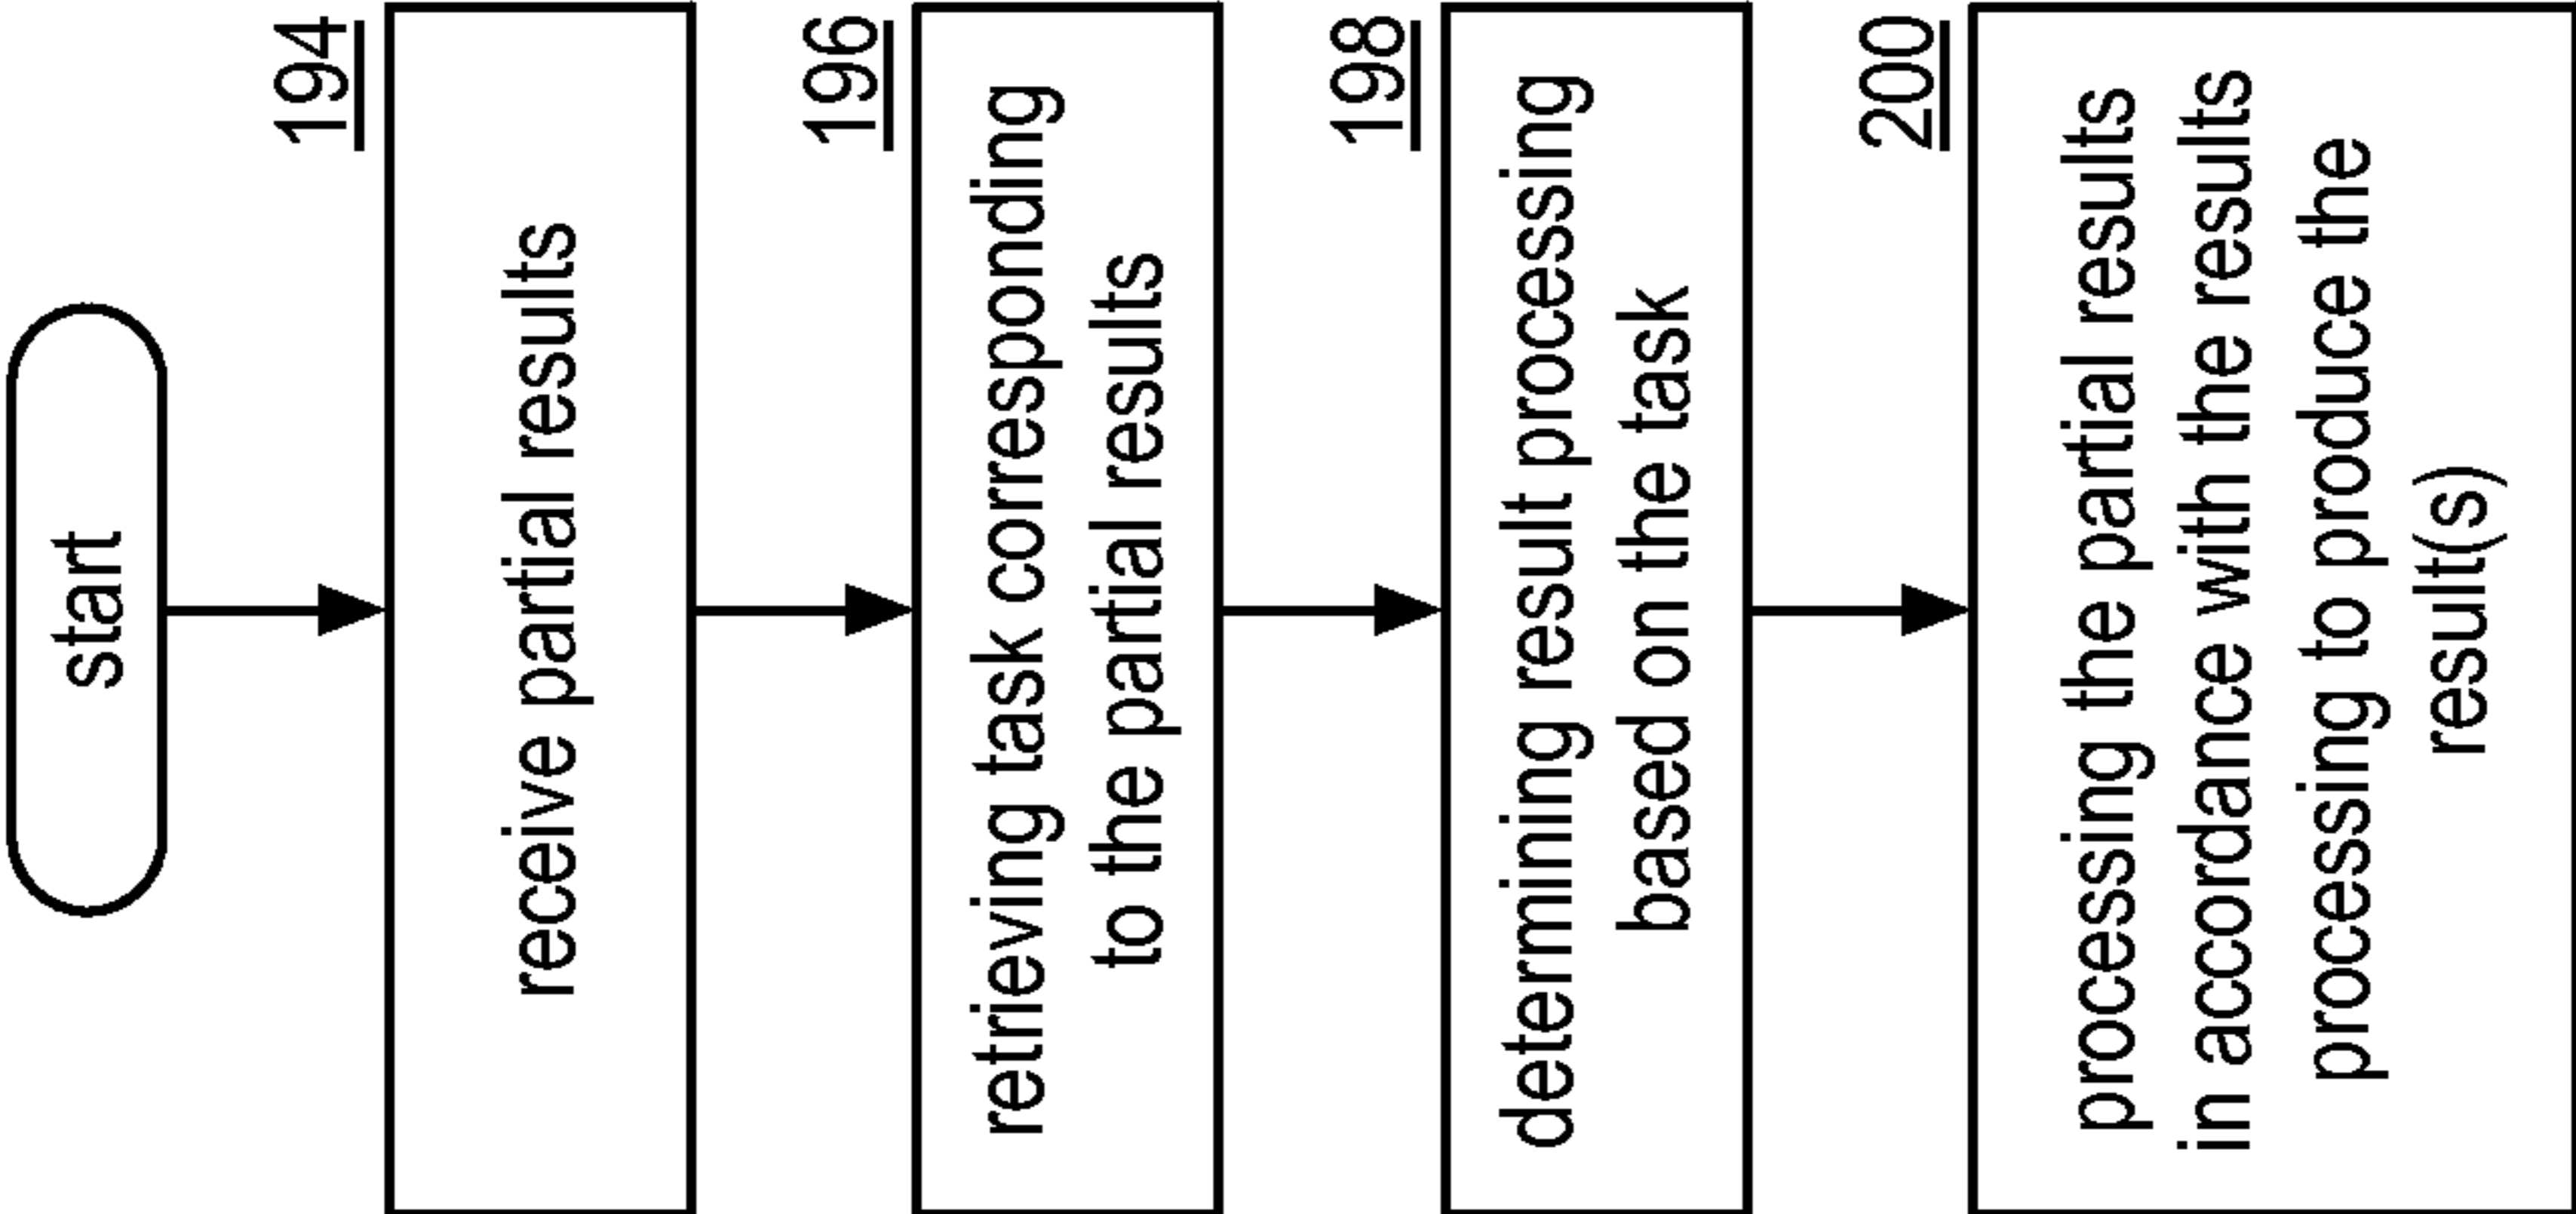 start
194
receive partial results
196
retrieving task corresponding
to the partial results
198
determining result processing
based on the task
200
processing the partial results
in accordance with the results
processing to produce the
result(s)